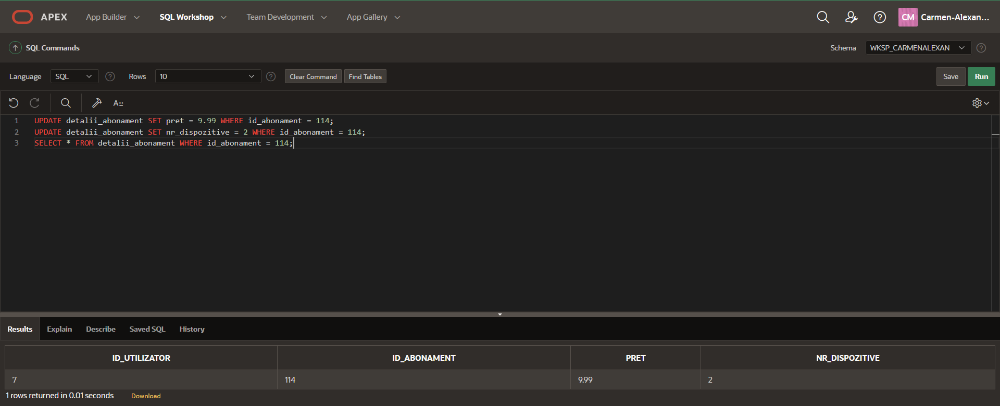 APEX App Builder SQL Workshop Team Development App Gallery CM Carmen-Alexan...
SQL Commands Schema WKSP_CARMENALEXAN
Language SQL Rows 10 Clear Command Find Tables Save Run
A
1 UPDATE detalii_abonament SET pret = 9.99 WHERE id_abonament = 114;
2 UPDATE detalii_abonament SET nr_dispozitive = 2 WHERE id_abonament = 114;
3 SELECT * FROM detalii_abonament WHERE id_abonament = 114;
Results Explain Describe Saved SQL History
ID_UTILIZATOR ID_ABONAMENT PRET NR_DISPOZITIVE
7 114 9.99 2
1 rows returned in 0.01 seconds Download